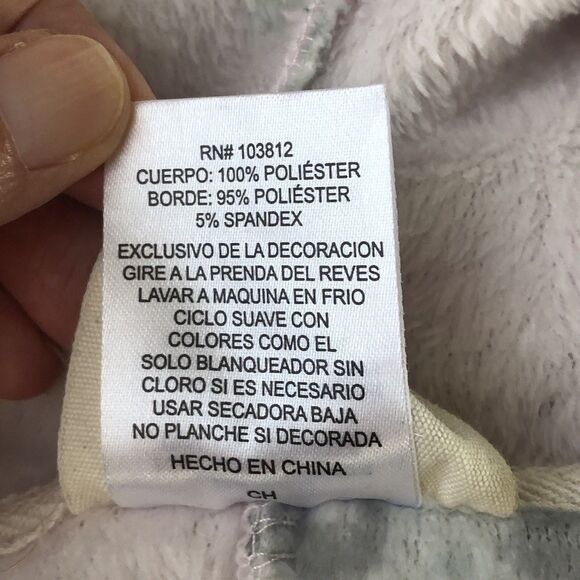 RN# 103812
CUERPO: 100% POLIÉSTER
BORDE: 95% POLIÉSTER
5% SPANDEX
EXCLUSIVO DE LA DECORACION
GIRE A LA PRENDA DEL REVES
LAVAR A MAQUINA EN FRIO
CICLO SUAVE CON
COLORES COMO EL
SOLO BLANQUEADOR SIN
CLORO SI ES NECESARIO
USAR SECADORA BAJA
NO PLANCHE SI DECORADA
HECHO EN CHINA
CH